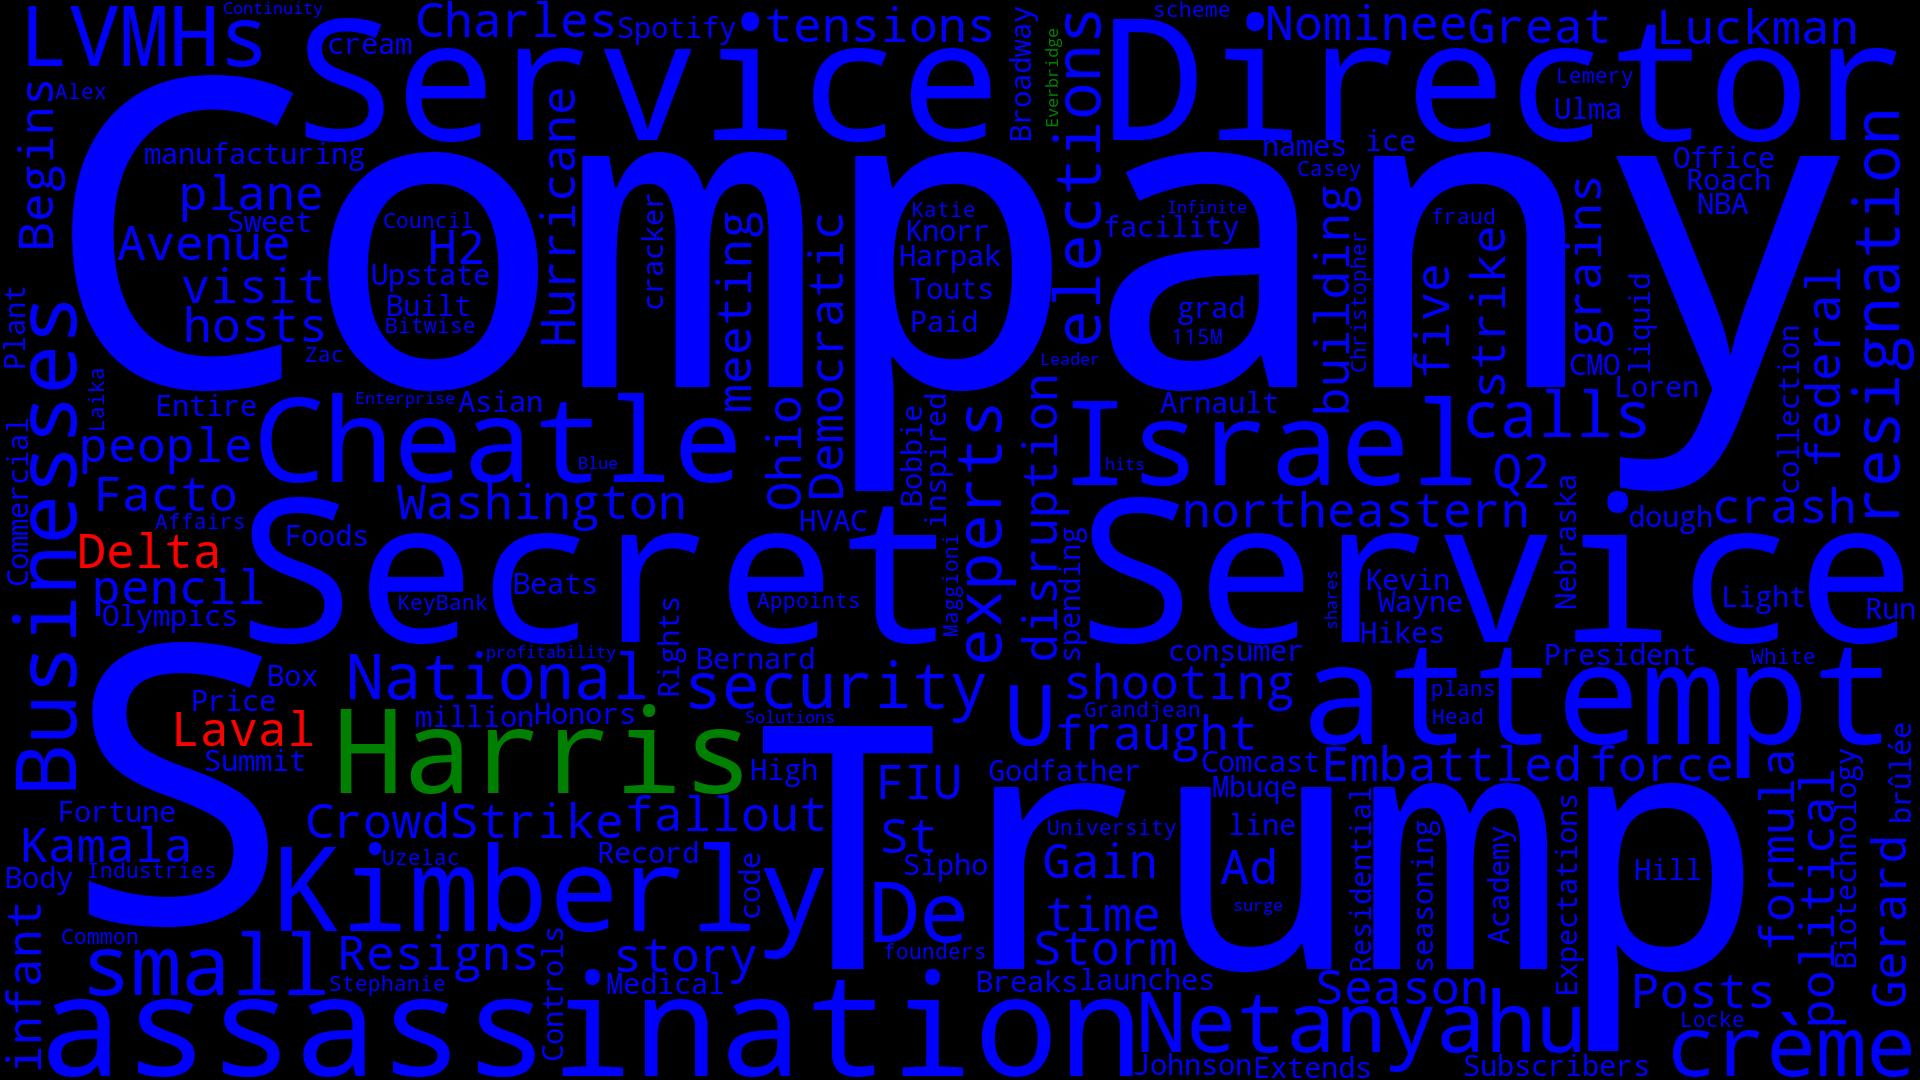 Continuity
LVMHs
Service
cream
Charles
Spotify
tensions
Broadway
Everbridge
elections
scheme
Director
Nominee
Great
Luckman
Alex
Begins
Company
manufacturing
plane
Sweet
Avenue
visit
hosts
Zac
Council
H2
Upstate
Built
Bitwise
Hurricane
cracker
meeting
Democratic
Katie
Knorr
Harpak
Touts
Paid
Infinite
facility
grad
115M
Leader
names
ice
Casey
building
Christopher
five
fraud
strike
grains
CMO
liquid
Lemery
Ulma
Office
Roach
NBA
Loren
collection
federal
resignation
Plant
Businesses
Laika
Commercial
Entire
Enterprise
Asian
people
Cheatle
Blue
Ohio
Bobbie
inspired
experts
disruption
Arnault
Israel
hits
calls
Q2
Facto
Affairs
Washington
HVAC
northeastern
Nebraska
dough
crash
Delta
Foods
Secret Service
pencil
Olympics
KeyBank
Beats
Appoints
Maggioni
spending
shares
Kevin
Wayne
Hikes
Light
Run
Rights
profitability
National
Bernard
security
consumer
shooting
Grandjean
U
fraught
attempt
President
White
plans
Head
Box
Price
Laval
Summit
S
Harris
million
Honors
Solutions
High
Trump
FIU
Godfather
Comcast
Embattled
force
Mbuqe
formula
political
Biotechnology
brûlée
Fortune
Kamala
Industries
Body
CrowdStrike
fallout
Uzelac
Record
code
Kimberly
St
Sipho
De
founders
University
Gain
time
Storm
line
Ad
surge
Residential
seasoning
Academy
Expectations
Hill
Gerard
infant
Common
small
Resigns
Stephanie
Controls
story
Medical
Breaks
launches
Season
Posts
Locke
assassination
Netanyahu
crème
Johnson
Extends
Subscribers